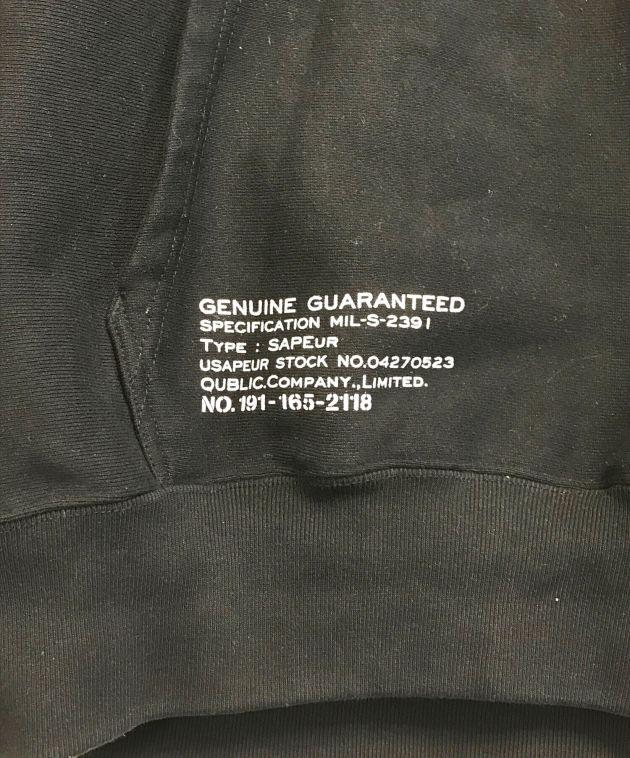 GENUINE GUARANTEED
SPECIFICATION MIL-S-2391
TYPE : SAPEUR
USAPEUR STOCK NO.04270523
QUBLIC.COMPANY.,LIMITED.
NO. 191-165-2118